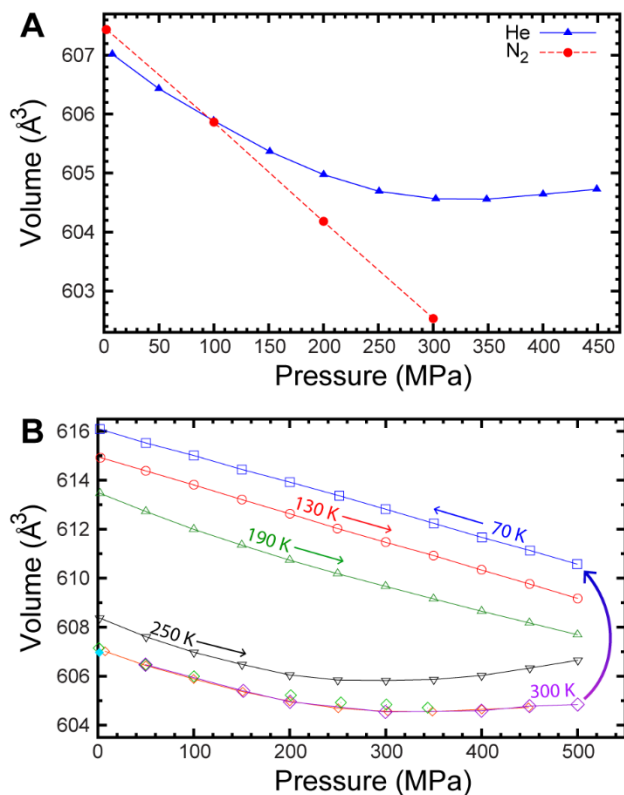 A
He
N₂
607
606
605
604
603
Volume (Å³)
0 50 100 150 200 250 300 350 400 450
Pressure (MPa)
B
616
614
612
610
608
606
604
Volume (Å³)
130 K
70 K
190 K
250 K
300 K
0 100 200 300 400 500
Pressure (MPa)